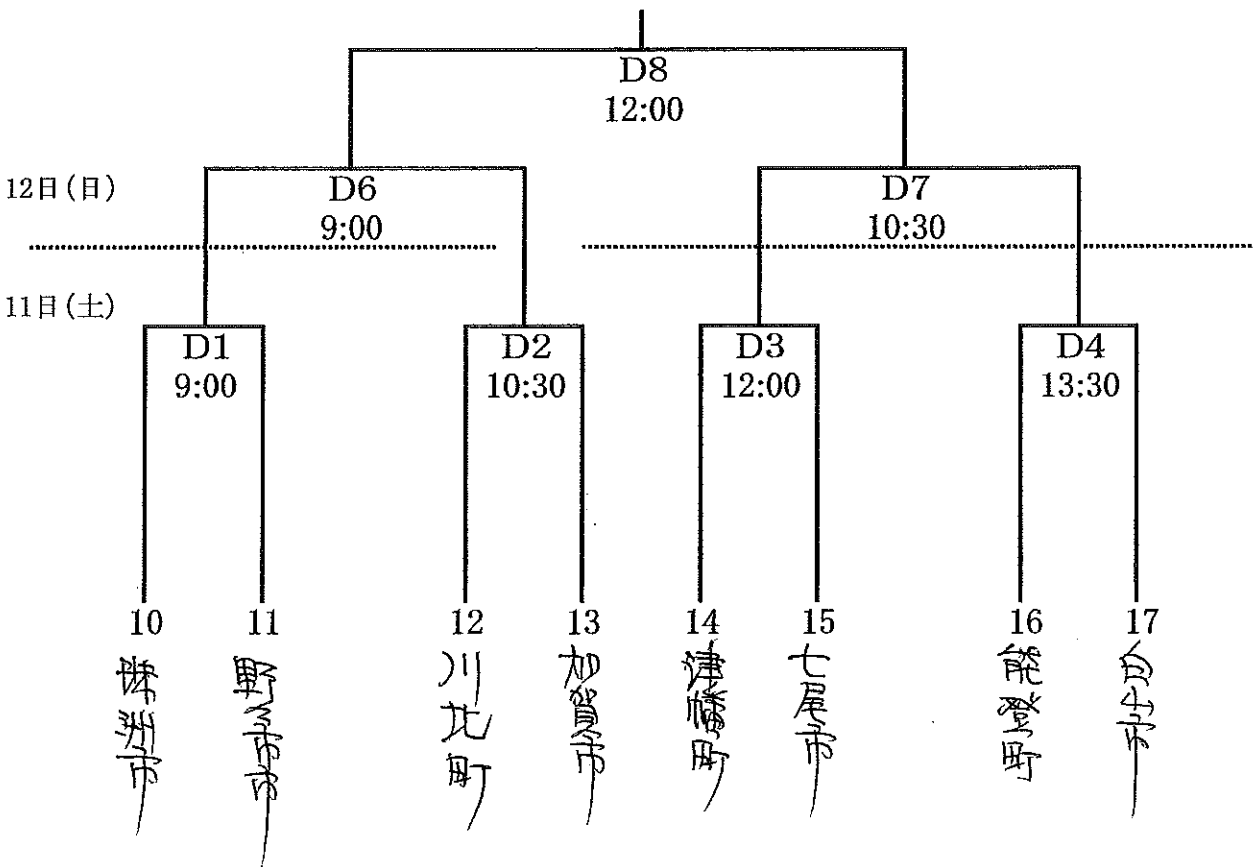 D8
12:00
12日(日)
D6
9:00
D7
10:30
11日(土)
D1
9:00
D2
10:30
D3
12:00
D4
13:30
10
11
12
13
14
15
16
17
珠洲市
野々市市
川北町
加賀市
津幡町
七尾市
能登町
白山市